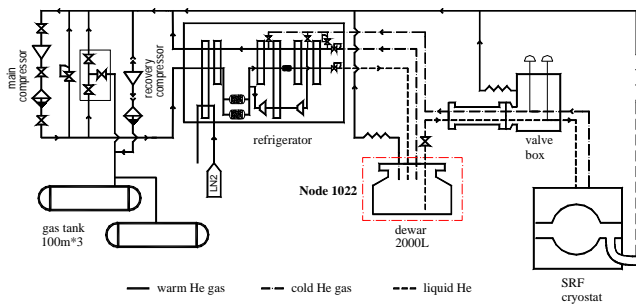 main
compressor
recovery
compressor
refrigerator
LN2
valve
box
Node 1022
gas tank
100m*3
dewar
2000L
SRF
cryostat
warm He gas
cold He gas
liquid He